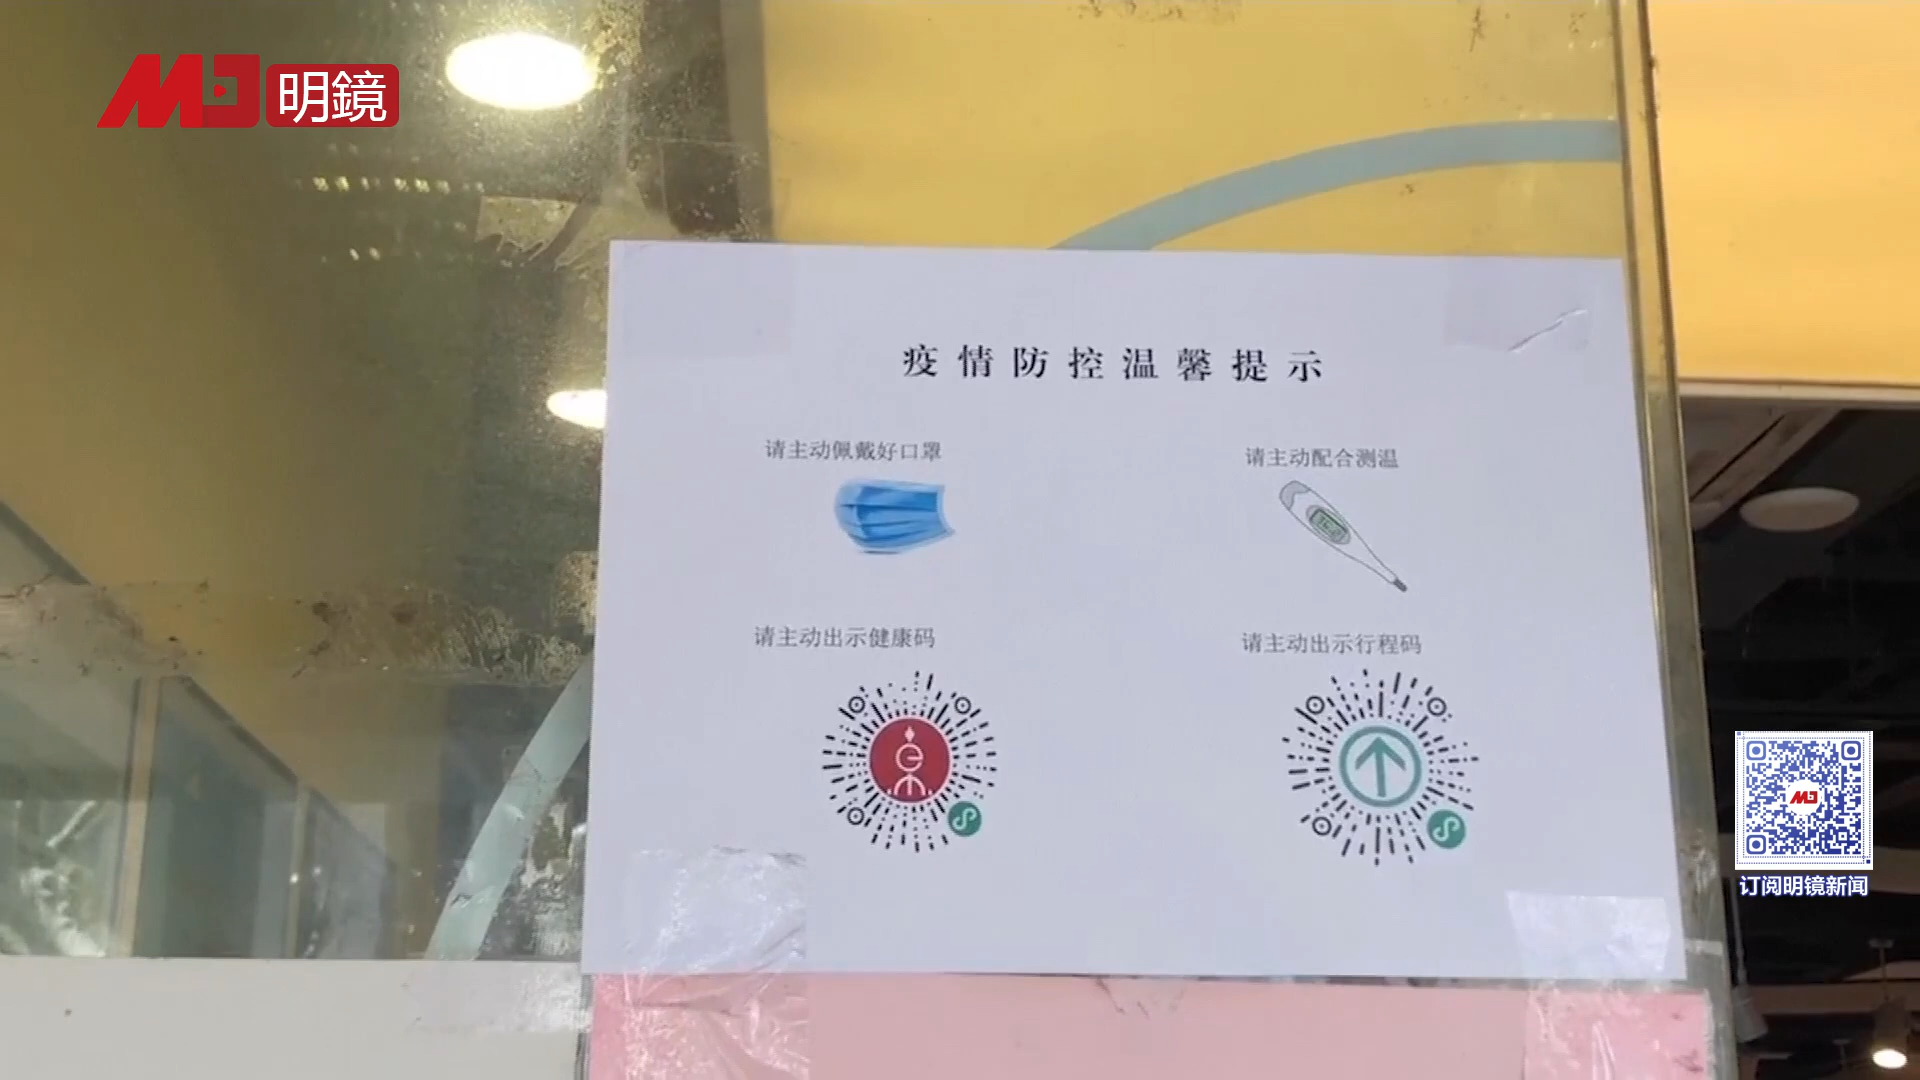 明鏡
疫情防控温馨提示
请主动佩戴好口罩
请主动配合测温
请主动出示健康码
请主动出示行程码
订阅明镜新闻